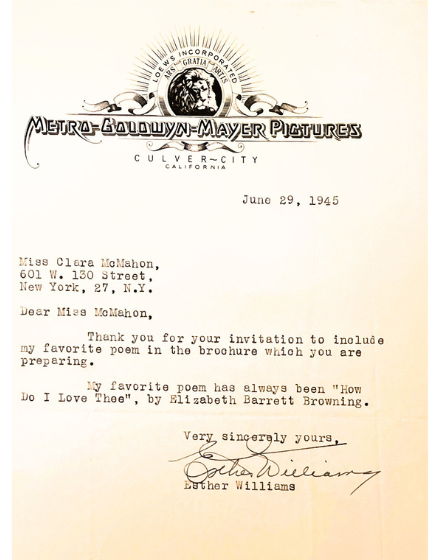 LOEW'S INCORPORATED
ARS GRATIA ARTIS
METRO-GOLDWYN-MAYER PICTURES
CULVER~CITY
CALIFORNIA
June 29, 1945
Miss Clara McMahon,
601 W. 130 Street,
New York, 27, N.Y.
Dear Miss McMahon,
Thank you for your invitation to include
my favorite poem in the brochure which you are
preparing.
My favorite poem has always been "How
Do I Love Thee", by Elizabeth Barrett Browning.
Very sincerely yours,
Esther Williams
Esther Williams